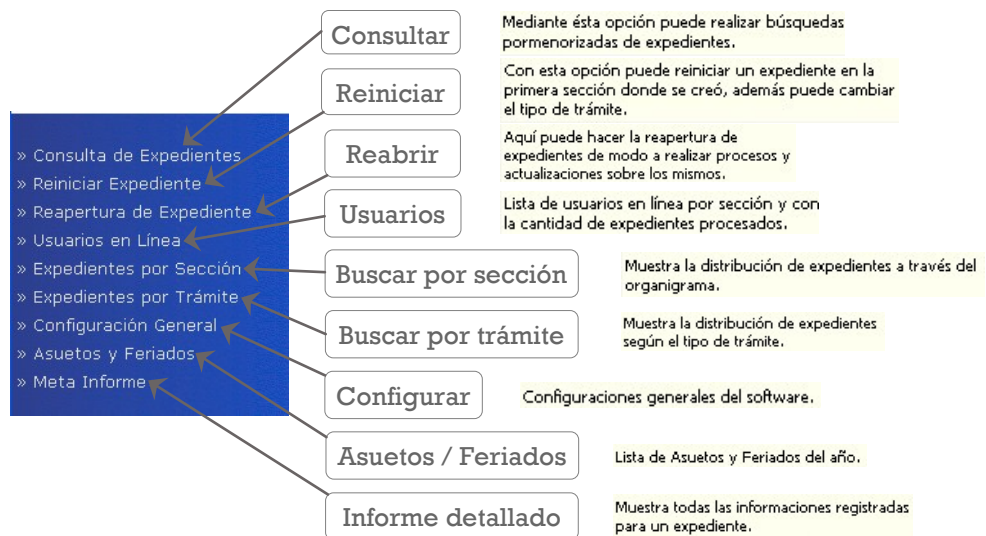 Consultar
Mediante ésta opción puede realizar búsquedas
pormenorizadas de expedientes.
Reiniciar
Con esta opción puede reiniciar un expediente en la
primera sección donde se creó, además puede cambiar
el tipo de trámite.
» Consulta de Expedientes
» Reiniciar Expediente
» Reapertura de Expediente
» Usuarios en Línea
» Expedientes por Sección
» Expedientes por Trámite
» Configuración General
» Asuetos y Feriados
» Meta Informe
Reabrir
Aquí puede hacer la reapertura de
expedientes de modo a realizar procesos y
actualizaciones sobre los mismos.
Usuarios
Lista de usuarios en línea por sección y con
la cantidad de expedientes procesados.
Buscar por sección
Muestra la distribución de expedientes a través del
organigrama.
Buscar por trámite
Muestra la distribución de expedientes
según el tipo de trámite.
Configurar
Configuraciones generales del software.
Asuetos / Feriados
Lista de Asuetos y Feriados del año.
Informe detallado
Muestra todas las informaciones registradas
para un expediente.